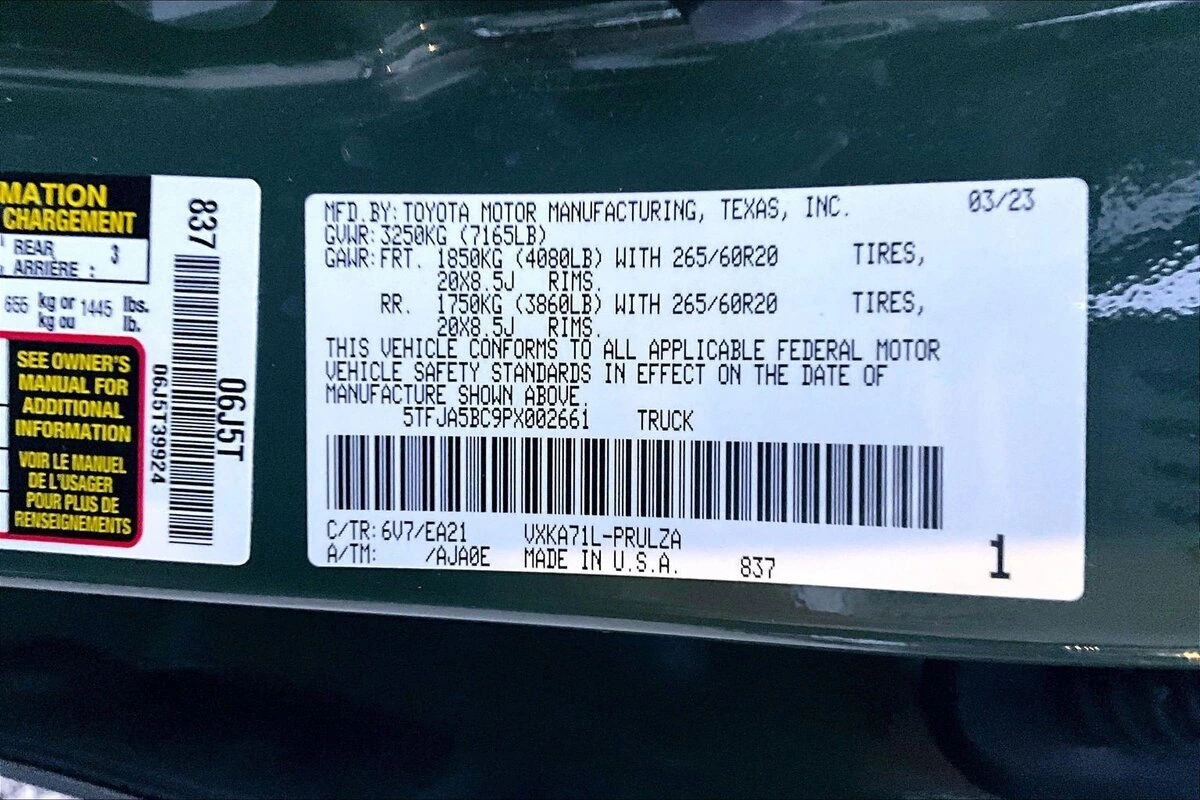 MATION
CHARGEMENT
REAR 3
ARRIÈRE :
655 kg or 1445 lbs.
kg ou lb.
SEE OWNER'S
MANUAL FOR
ADDITIONAL
INFORMATION
VOIR LE MANUEL
DE L'USAGER
POUR PLUS DE
RENSEIGNEMENTS
837
06J5T
06J5T39924
MFD.BY:TOYOTA MOTOR MANUFACTURING, TEXAS, INC. 03/23
GVWR:3250KG (7165LB)
GAWR:FRT. 1850KG (4080LB) WITH 265/60R20 TIRES,
20X8.5J RIMS.
RR. 1750KG (3860LB) WITH 265/60R20 TIRES,
20X8.5J RIMS.
THIS VEHICLE CONFORMS TO ALL APPLICABLE FEDERAL MOTOR
VEHICLE SAFETY STANDARDS IN EFFECT ON THE DATE OF
MANUFACTURE SHOWN ABOVE.
5TFJA5BC9PX002661 TRUCK
C/TR:6V7/EA21 VXKA71L-PRULZA
A/TM: /AJA0E MADE IN U.S.A. 837 1